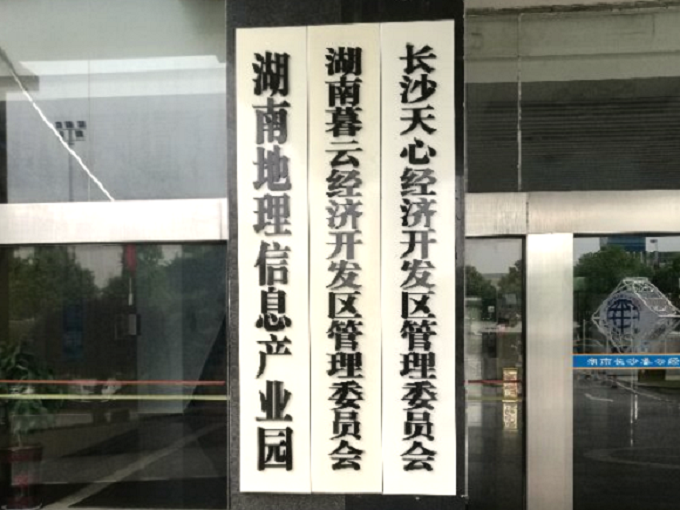 长沙天心经济开发区管理委员会
湖南暮云经济开发区管理委员会
湖南地理信息产业园